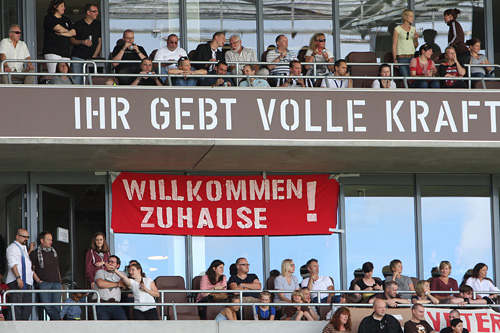 IHR GEBT VOLLE KRAFT
WILLKOMMEN
ZUHAUSE !